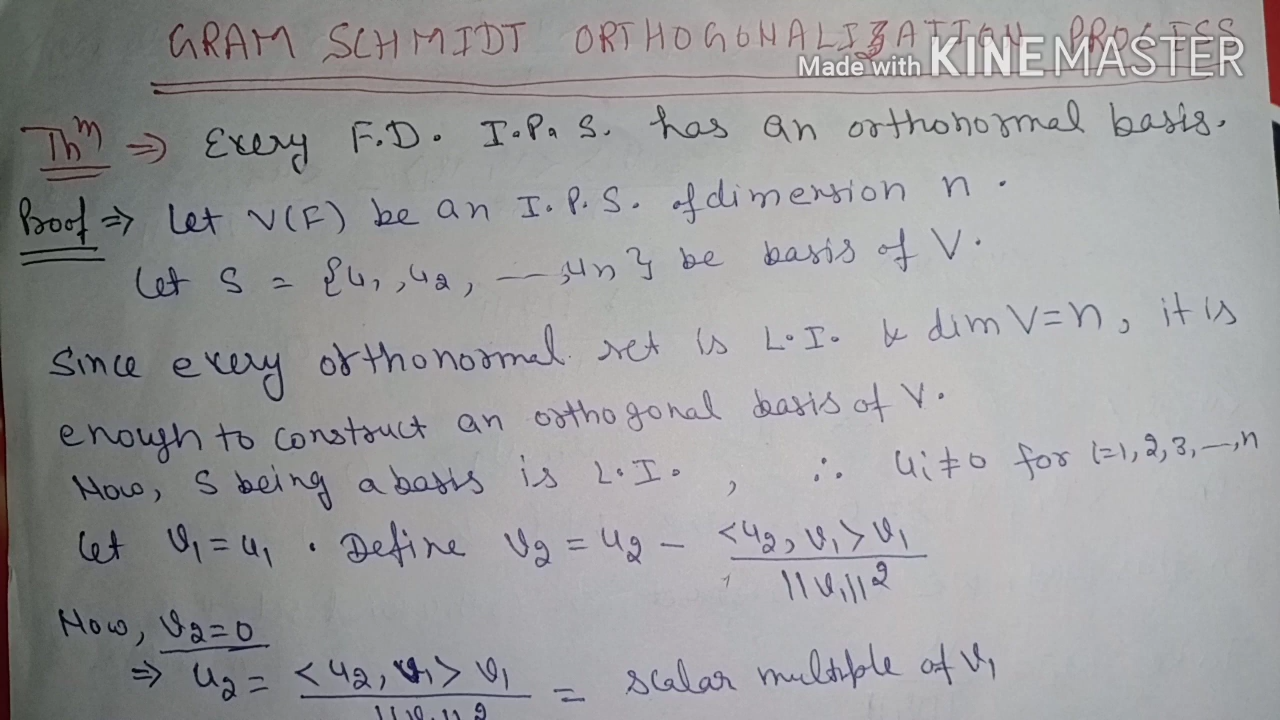 GRAM SCHMIDT ORTHOGONALIZATION PROCESS
Made with KINEMASTER
Thm ⇒ Every F.D. I.P.S. has an orthonormal basis.
Proof ⇒ Let V(F) be an I.P.S. of dimension n.
Let S = {u₁, u₂, ---, un} be basis of V.
Since every orthonormal set is L.I. & dim V=n, it is
enough to construct an orthogonal basis of V.
Now, S being a basis is L.I., ∴ ui ≠ 0 for i=1,2,3,--,n
Let v₁ = u₁ . Define v₂ = u₂ - <u₂, v₁> v₁ / ||v₁||²
Now, v₂=0
⇒ u₂ = <u₂, v₁> v₁ / ||v₁||² = scalar multiple of v₁